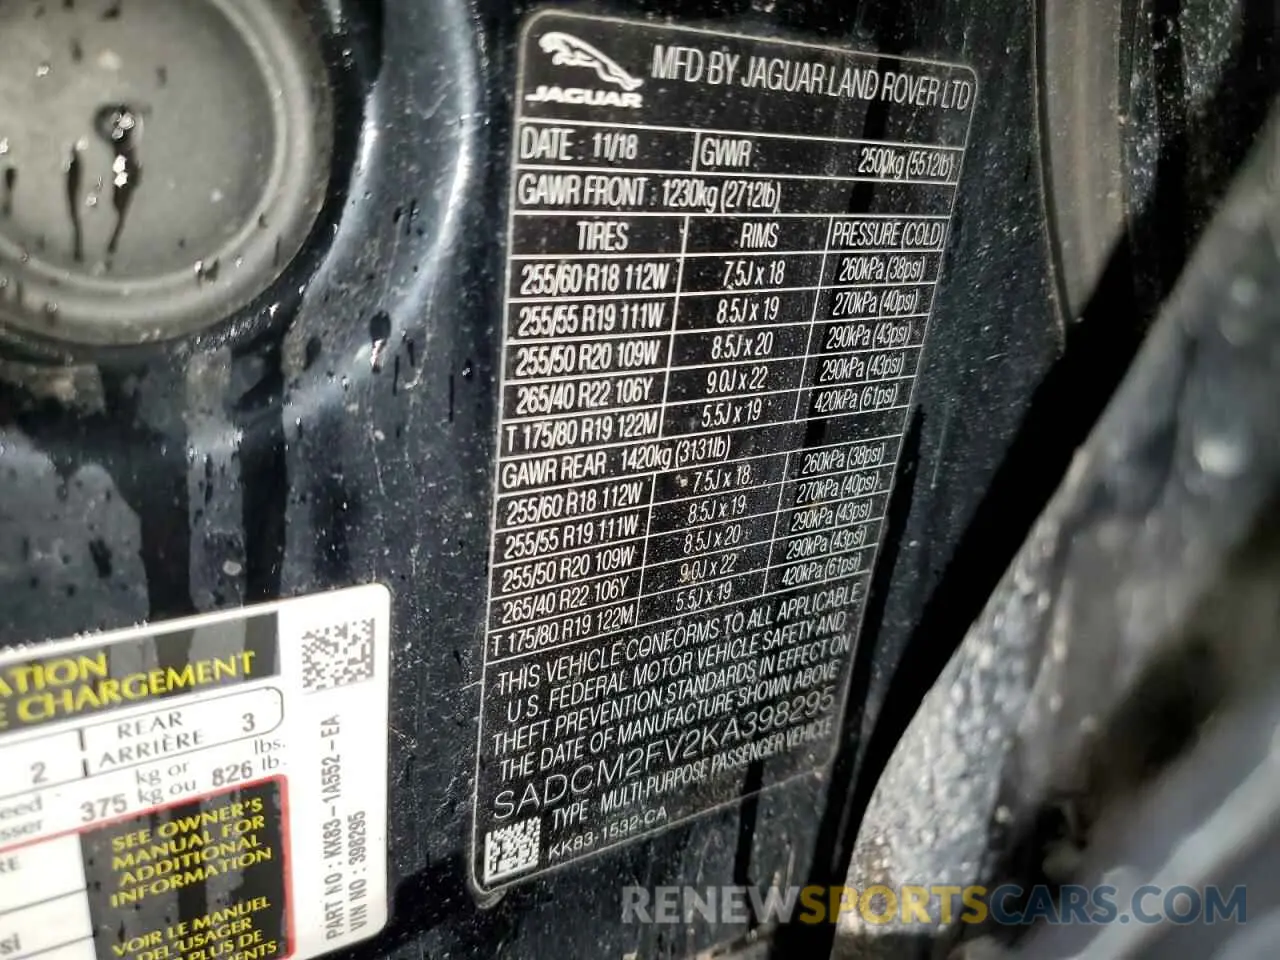 JAGUAR
MFD BY JAGUAR LAND ROVER LTD
DATE : 11/18
GVWR : 2500kg (5512lb)
GAWR FRONT : 1230kg (2712lb)
TIRES RIMS PRESSURE (COLD)
255/60 R18 112W 7.5J x 18 260kPa (38psi)
255/55 R19 111W 8.5J x 19 270kPa (40psi)
255/50 R20 109W 8.5J x 20 290kPa (43psi)
265/40 R22 106Y 9.0J x 22 290kPa (43psi)
T 175/80 R19 122M 5.5J x 19 420kPa (61psi)
GAWR REAR : 1420kg (3131lb)
255/60 R18 112W 7.5J x 18 260kPa (38psi)
255/55 R19 111W 8.5J x 19 270kPa (40psi)
255/50 R20 109W 8.5J x 20 290kPa (43psi)
265/40 R22 106Y 9.0J x 22 290kPa (43psi)
T 175/80 R19 122M 5.5J x 19 420kPa (61psi)
THIS VEHICLE CONFORMS TO ALL APPLICABLE
U.S. FEDERAL MOTOR VEHICLE SAFETY AND
THEFT PREVENTION STANDARDS IN EFFECT ON
THE DATE OF MANUFACTURE SHOWN ABOVE
SADCM2FV2KA398295
TYPE : MULTI-PURPOSE PASSENGER VEHICLE
KK83-1532-CA
ATION
E CHARGEMENT
2 REAR 3
ARRIÈRE
eed 375 kg or 826 lbs.
sser kg ou lb.
RE
SEE OWNER'S
MANUAL FOR
ADDITIONAL
INFORMATION
VOIR LE MANUEL
DE L'USAGER
PLUS DE
MENTS
si
PART NO : KK83-1A552-EA
VIN NO : 398295
RENEWSPORTSCARS.COM